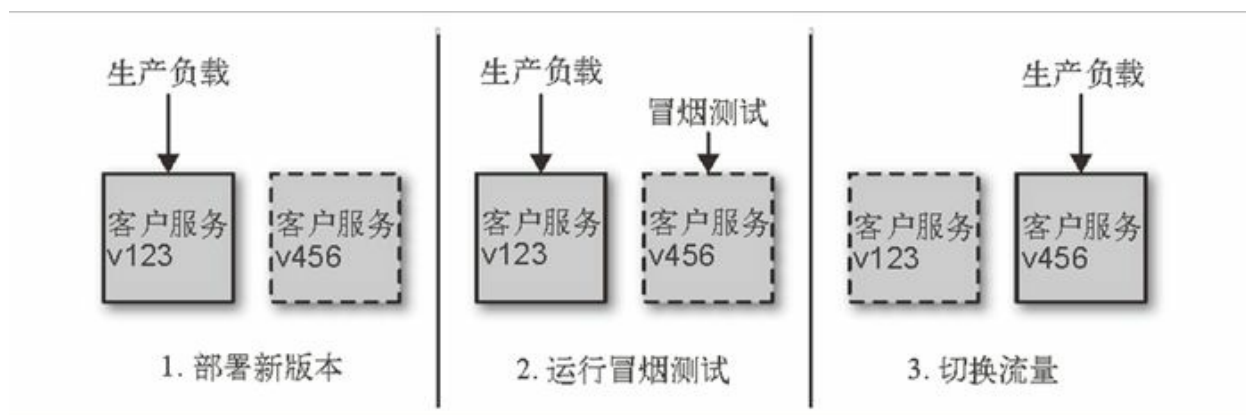 生产负载
客户服务
v123
客户服务
v456
1. 部署新版本
生产负载
冒烟测试
客户服务
v123
客户服务
v456
2. 运行冒烟测试
生产负载
客户服务
v123
客户服务
v456
3. 切换流量